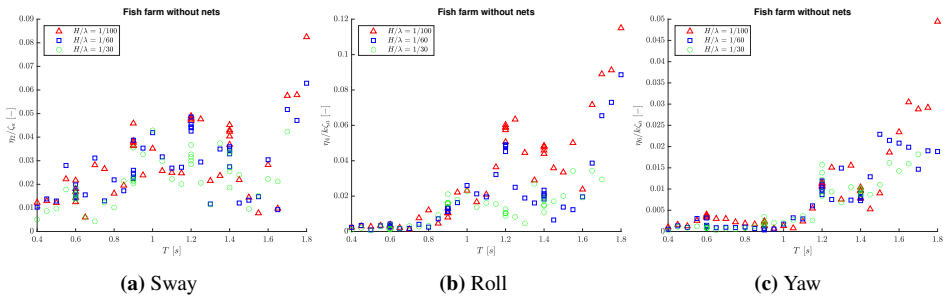 Fish farm without nets
H/λ = 1/100
H/λ = 1/60
H/λ = 1/30
0.09
0.08
0.07
0.06
0.05
0.04
0.03
0.02
0.01
0
η₂/ζₐ [−]
0.4 0.6 0.8 1 1.2 1.4 1.6 1.8
T [s]
(a) Sway
Fish farm without nets
H/λ = 1/100
H/λ = 1/60
H/λ = 1/30
0.12
0.1
0.08
0.06
0.04
0.02
0
η₄/kζₐ [−]
0.4 0.6 0.8 1 1.2 1.4 1.6 1.8
T [s]
(b) Roll
Fish farm without nets
H/λ = 1/100
H/λ = 1/60
H/λ = 1/30
0.05
0.045
0.04
0.035
0.03
0.025
0.02
0.015
0.01
0.005
0
η₆/kζₐ [−]
0.4 0.6 0.8 1 1.2 1.4 1.6 1.8
T [s]
(c) Yaw